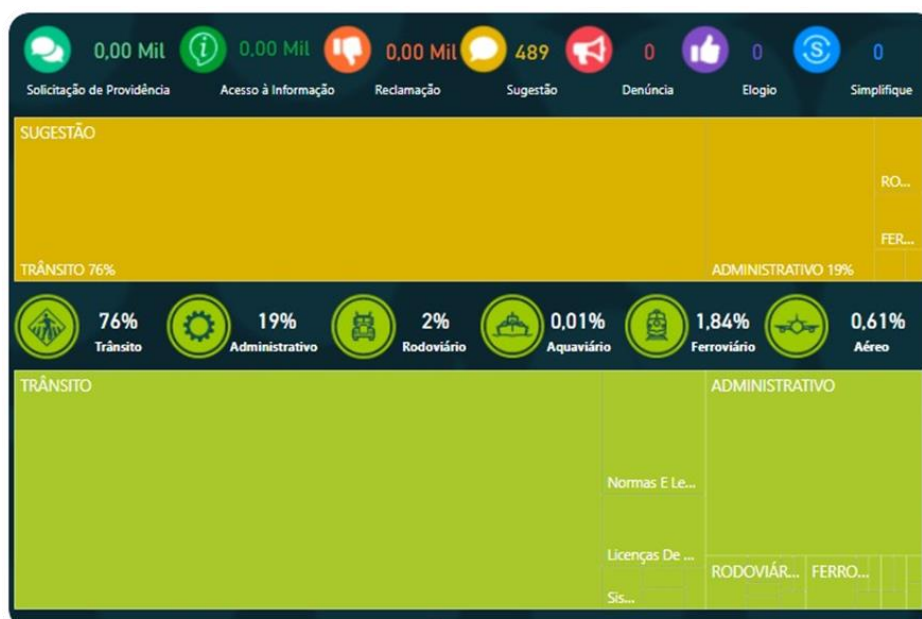 0,00 Mil 0,00 Mil 0,00 Mil 489 0 0 0
Solicitação de Providência Acesso à Informação Reclamação Sugestão Denúncia Elogio Simplifique
SUGESTÃO
RO...
FER...
TRÂNSITO 76% ADMINISTRATIVO 19%
76% 19% 2% 0,01% 1,84% 0,61%
Trânsito Administrativo Rodoviário Aquaviário Ferroviário Aéreo
TRÂNSITO ADMINISTRATIVO
Normas E Le...
Licenças De ...
RODOVIÁR... FERRO...
Sis...